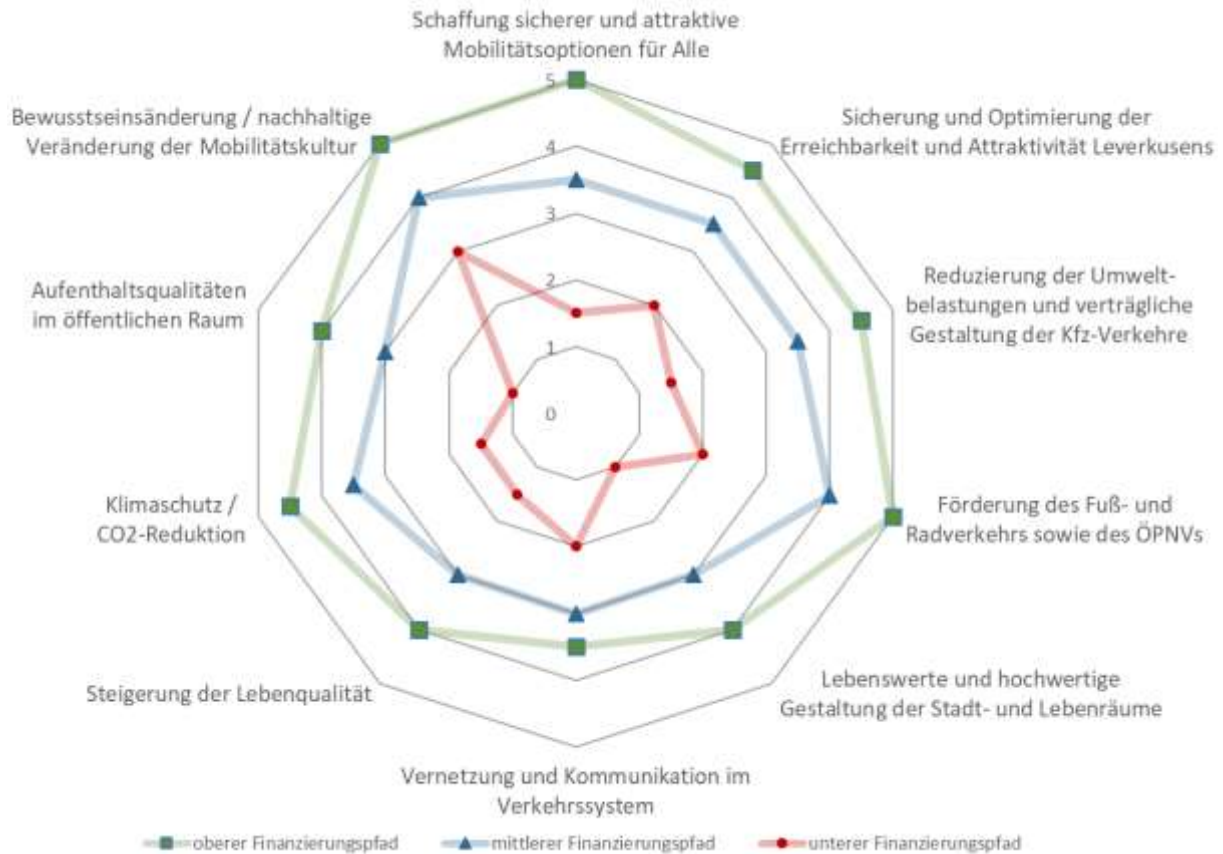 Schaffung sicherer und attraktive
Mobilitätsoptionen für Alle
Bewusstseinsänderung / nachhaltige
Veränderung der Mobilitätskultur
Sicherung und Optimierung der
Erreichbarkeit und Attraktivität Leverkusens
Aufenthaltsqualitäten
im öffentlichen Raum
Reduzierung der Umwelt-
belastungen und verträgliche
Gestaltung der Kfz-Verkehre
Klimaschutz /
CO2-Reduktion
Förderung des Fuß- und
Radverkehrs sowie des ÖPNVs
Steigerung der Lebenqualität
Lebenswerte und hochwertige
Gestaltung der Stadt- und Lebenräume
Vernetzung und Kommunikation im
Verkehrssystem
5
4
3
2
1
0
oberer Finanzierungspfad
mittlerer Finanzierungspfad
unterer Finanzierungspfad